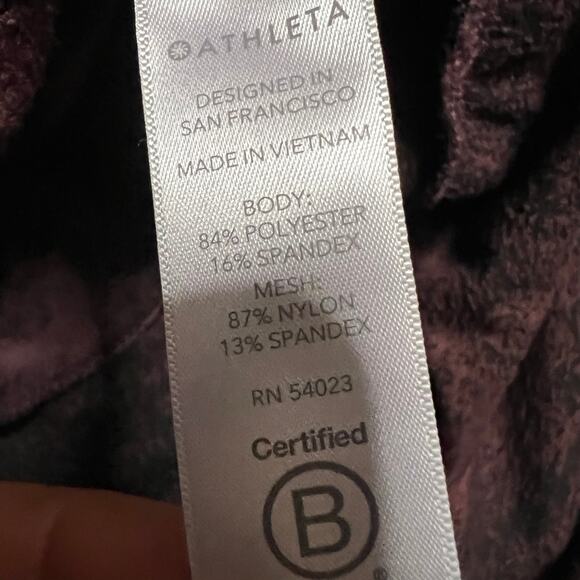 ATHLETA
DESIGNED IN
SAN FRANCISCO
MADE IN VIETNAM
BODY:
84% POLYESTER
16% SPANDEX
MESH:
87% NYLON
13% SPANDEX
RN 54023
Certified
B
®